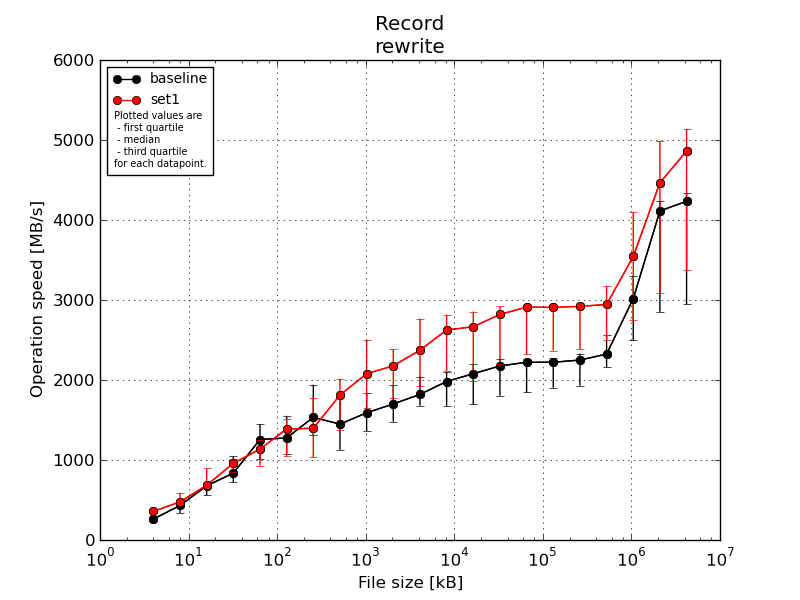 Record
rewrite
6000
5000
4000
3000
2000
1000
0
Operation speed [MB/s]
baseline
set1
Plotted values are
- first quartile
- median
- third quartile
for each datapoint.
10^0 10^1 10^2 10^3 10^4 10^5 10^6 10^7
File size [kB]